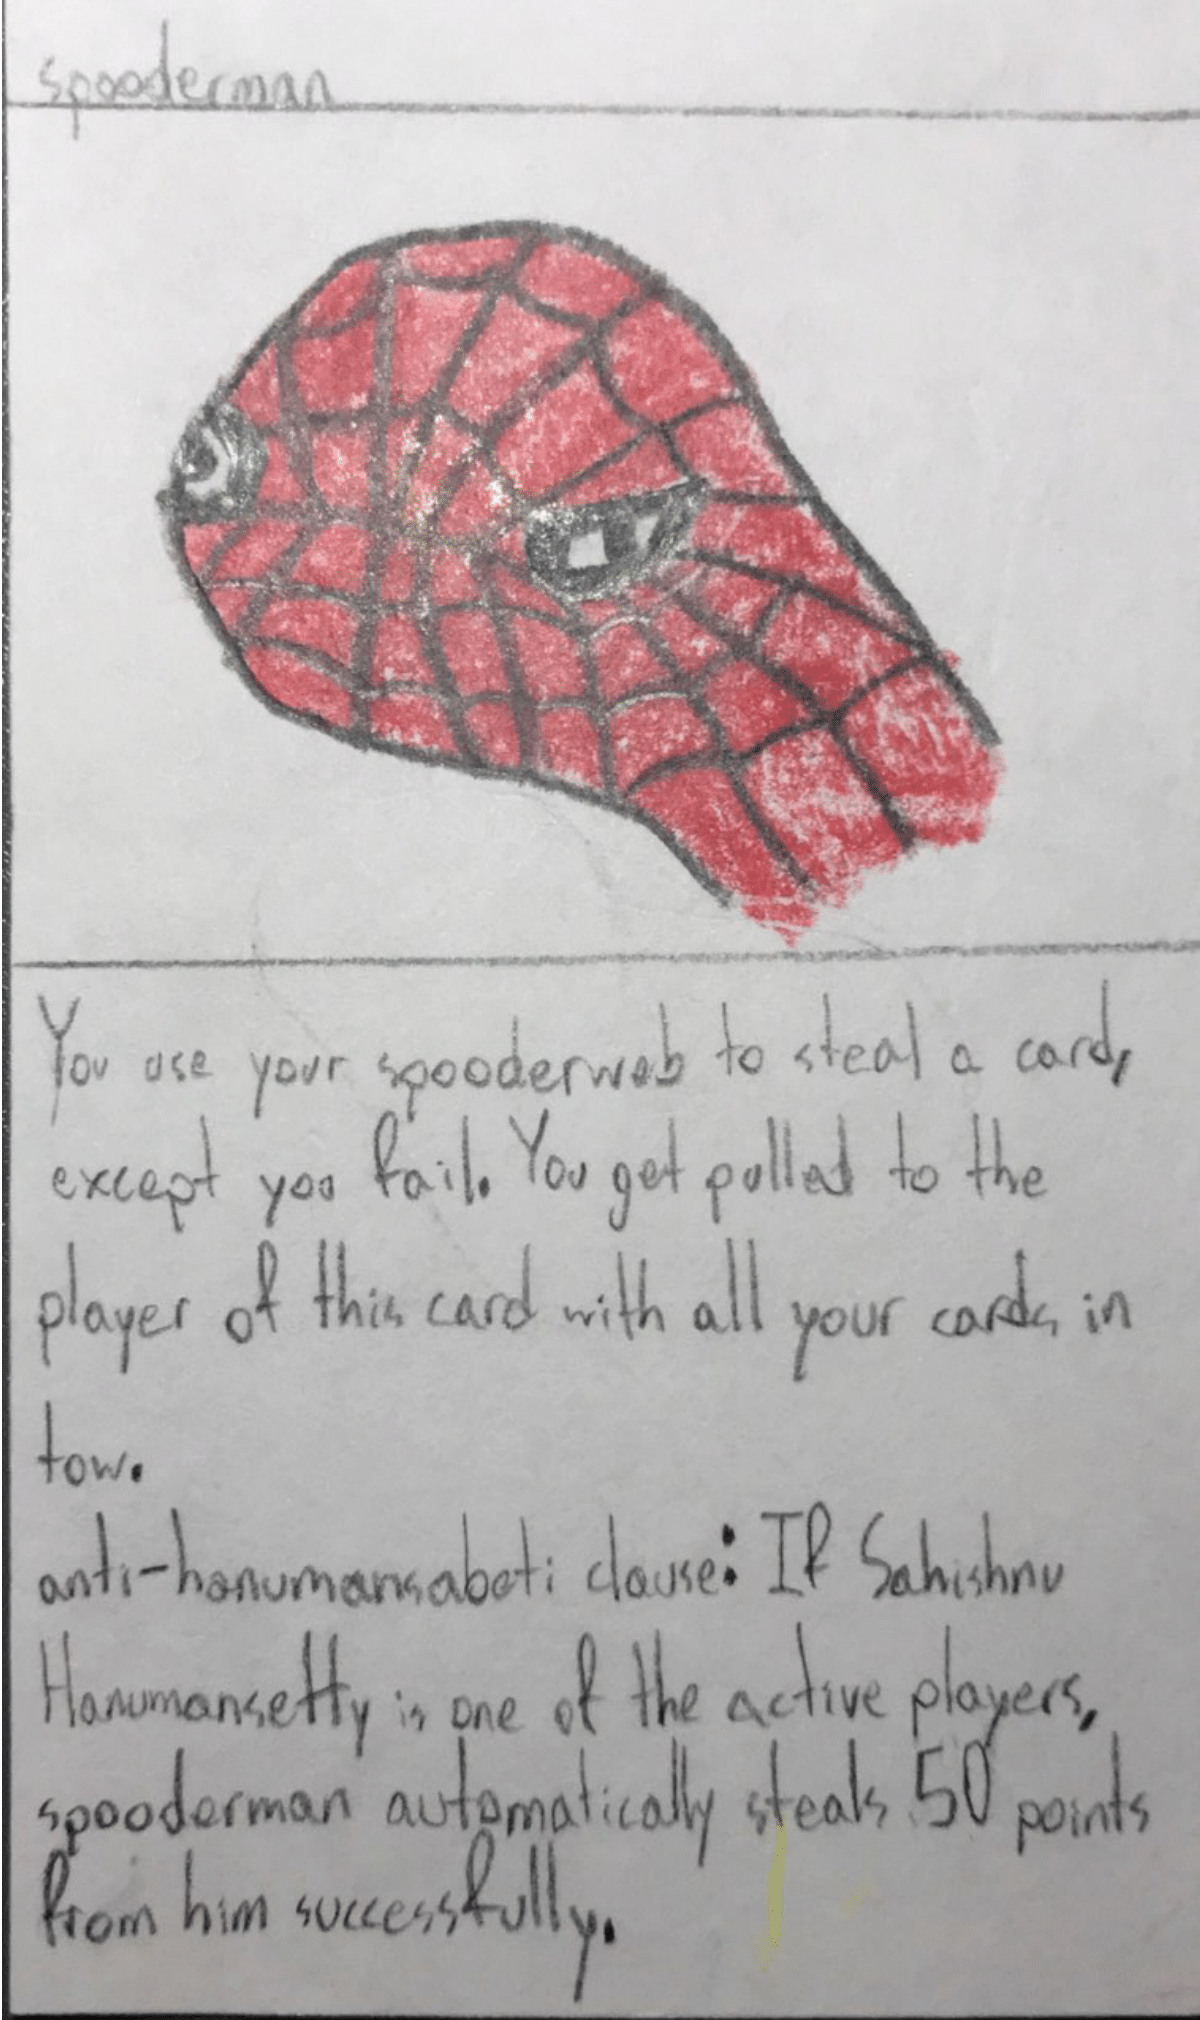 spooderman
You use your spooderweb to steal a card,
except you fail. You get pulled to the
player of this card with all your cards in
tow.
anti-hanumansabeti clause: If Sahishnu
Hanumansetty is one of the active players,
spooderman automatically steals 50 points
from him successfully.